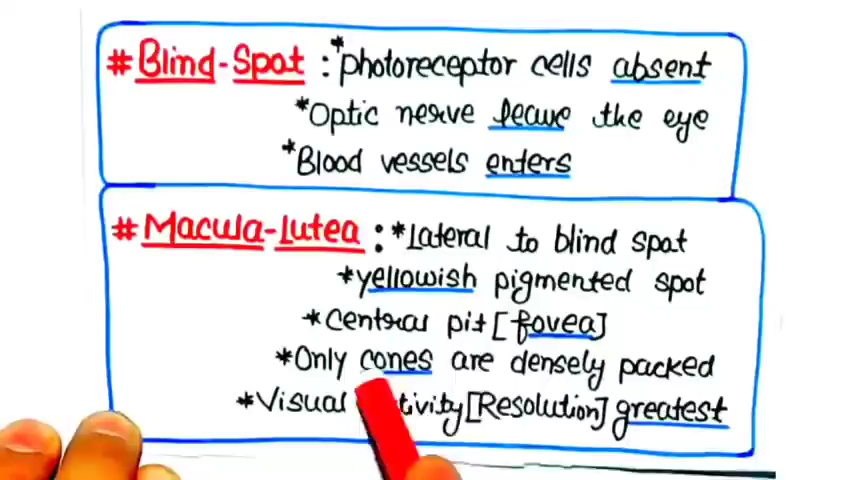 # Blind-Spot : *photoreceptor cells absent
*Optic nerve leave the eye
*Blood vessels enters
# Macula-Lutea : *Lateral to blind spot
*yellowish pigmented spot
*Central pit [fovea]
*Only cones are densely packed
*Visual [Resolution] greatest